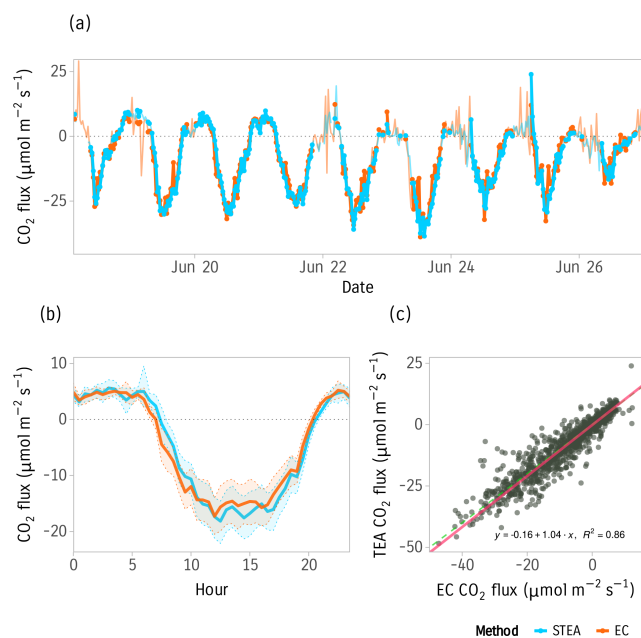 (a)
CO₂ flux (μmol m⁻² s⁻¹)
25
0
−25
Jun 20
Jun 22
Jun 24
Jun 26
Date
(b)
CO₂ flux (μmol m⁻² s⁻¹)
10
0
−10
−20
0
5
10
15
20
Hour
(c)
TEA CO₂ flux (μmol m⁻² s⁻¹)
25
0
−25
−50
y = -0.16 + 1.04 · x, R² = 0.86
−40
−20
0
EC CO₂ flux (μmol m⁻² s⁻¹)
Method STEA EC